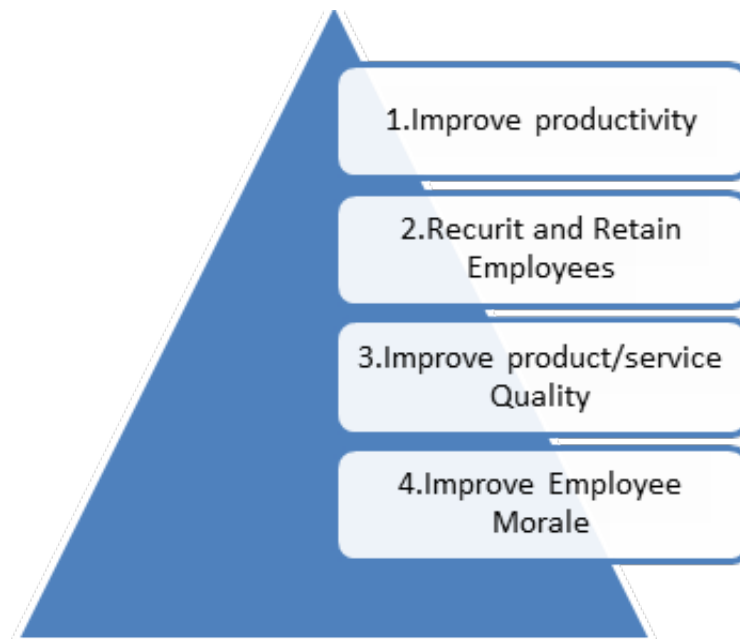 1.Improve productivity
2.Recurit and Retain
Employees
3.Improve product/service
Quality
4.Improve Employee
Morale